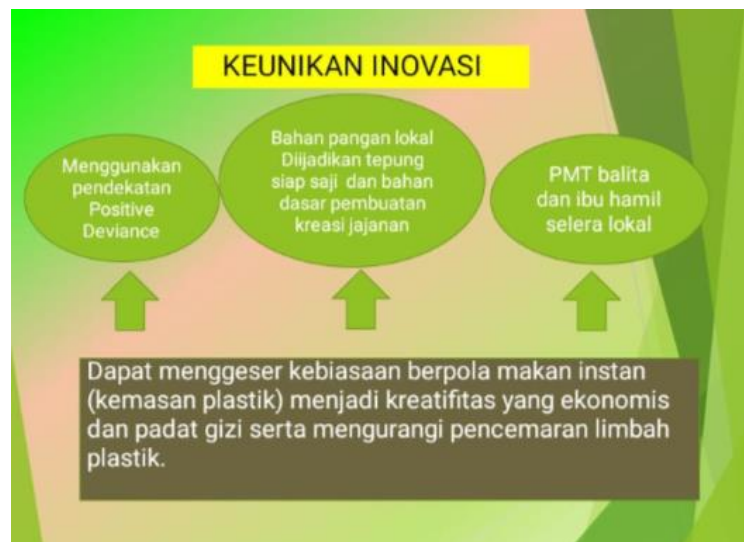 KEUNIKAN INOVASI
Menggunakan
pendekatan
Positive
Deviance
Bahan pangan lokal
Diijadikan tepung
siap saji dan bahan
dasar pembuatan
kreasi jajanan
PMT balita
dan ibu hamil
selera lokal
Dapat menggeser kebiasaan berpola makan instan
(kemasan plastik) menjadi kreatifitas yang ekonomis
dan padat gizi serta mengurangi pencemaran limbah
plastik.